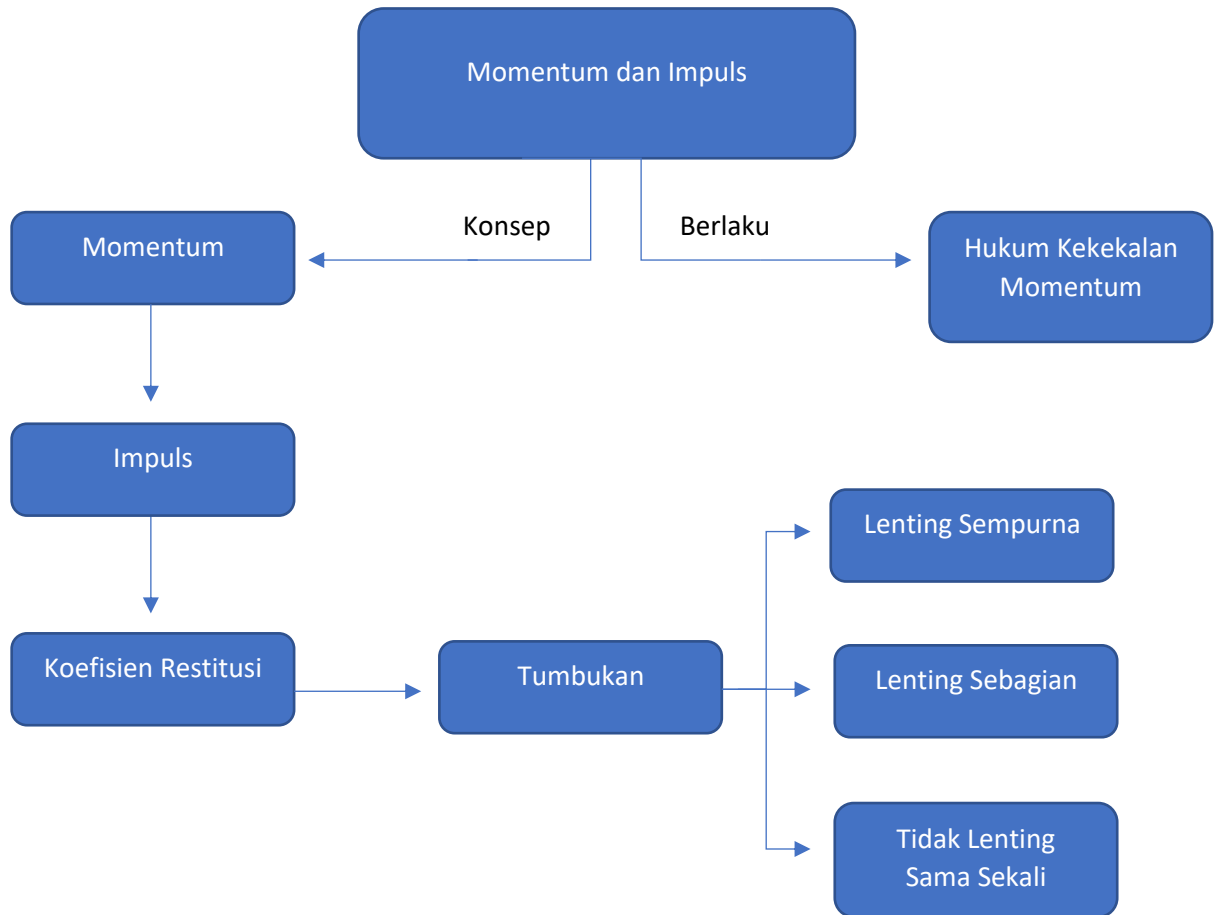 Momentum dan Impuls
Konsep
Berlaku
Momentum
Hukum Kekekalan
Momentum
Impuls
Koefisien Restitusi
Tumbukan
Lenting Sempurna
Lenting Sebagian
Tidak Lenting
Sama Sekali